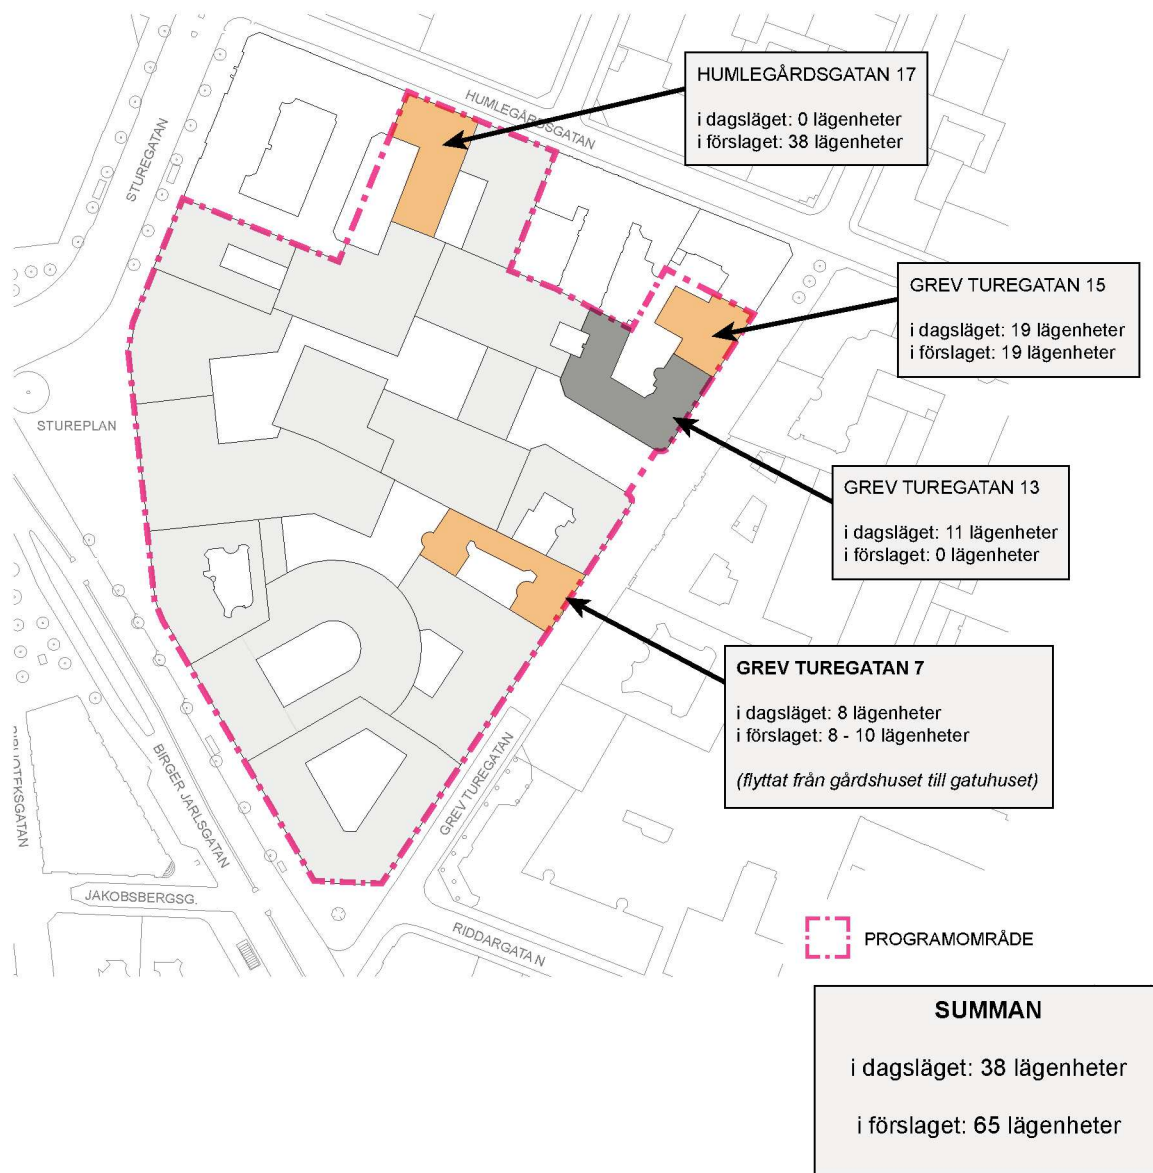 HUMLEGÅRDSGATAN 17
i dagsläget: 0 lägenheter
i förslaget: 38 lägenheter
HUMLEGÅRDSGATAN
STUREGATAN
GREV TUREGATAN 15
i dagsläget: 19 lägenheter
i förslaget: 19 lägenheter
STUREPLAN
GREV TUREGATAN 13
i dagsläget: 11 lägenheter
i förslaget: 0 lägenheter
GREV TUREGATAN 7
i dagsläget: 8 lägenheter
i förslaget: 8 - 10 lägenheter
(flyttat från gårdshuset till gatuhuset)
BIBLIOTEKSGATAN
BIRGER JARLSGATAN
GREV TUREGATAN
JAKOBSBERGSG.
RIDDARGATAN
PROGRAMOMRÅDE
SUMMAN
i dagsläget: 38 lägenheter
i förslaget: 65 lägenheter